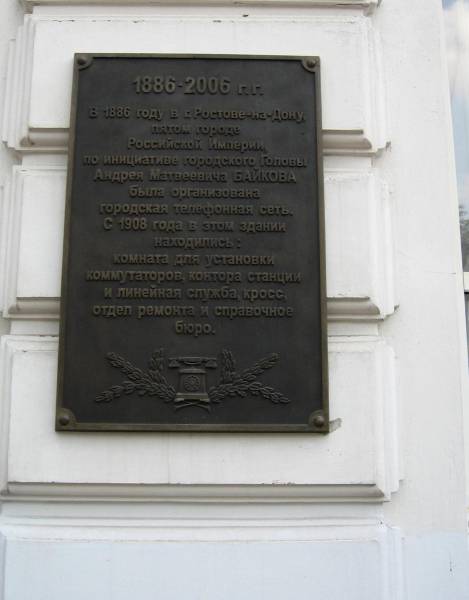 1886-2006 г.г.
В 1886 году в г.Ростове-на-Дону,
пятом городе
Российской Империи,
по инициативе городского Головы
Андрея Матвеевича БАЙКОВА
была организована
городская телефонная сеть.
С 1908 года в этом здании
находились:
комната для установки
коммутаторов, контора станции
и линейная служба, кросс,
отдел ремонта и справочное
бюро.